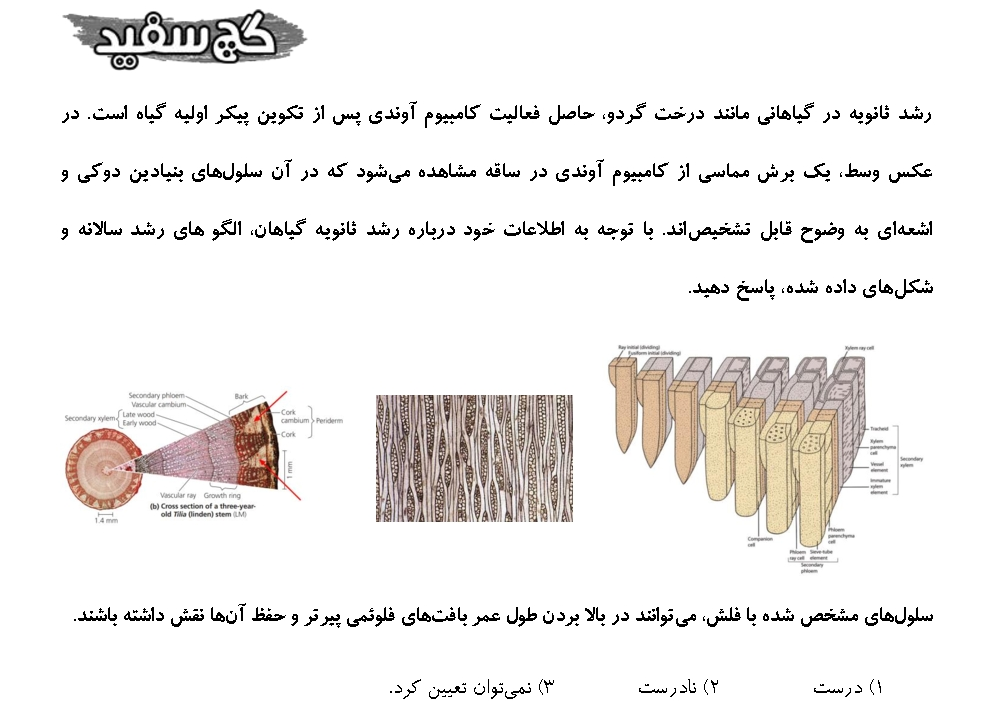 گچ سفید
رشد ثانویه در گیاهانی مانند درخت گردو، حاصل فعالیت کامبیوم آوندی پس از تکوین پیکر اولیه گیاه است. در
عکس وسط، یک برش مماسی از کامبیوم آوندی در ساقه مشاهده می‌شود که در آن سلول‌های بنیادین دوکی و
اشعه‌ای به وضوح قابل تشخیص‌اند. با توجه به اطلاعات خود درباره رشد ثانویه گیاهان، الگو های رشد سالانه و
شکل‌های داده شده، پاسخ دهید.
Secondary phloem
Vascular cambium
Secondary xylem
Late wood
Early wood
Bark
Cork
cambium
Cork
Periderm
1 mm
Vascular ray
Growth ring
1.4 mm
(b) Cross section of a three-year-
old Tilia (linden) stem (LM)
Ray initial (dividing)
Fusiform initial (dividing)
Xylem ray cell
Tracheid
Xylem
parenchyma
cell
Vessel
element
Immature
xylem
element
Secondary
xylem
Companion
cell
Phloem
ray cell
Sieve-tube
element
Phloem
parenchyma
cell
Secondary
phloem
سلول‌های مشخص شده با فلش، می‌توانند در بالا بردن طول عمر بافت‌های فلوئمی پیرتر و حفظ آن‌ها نقش داشته باشند.
۱) درست ۲) نادرست ۳) نمی‌توان تعیین کرد.